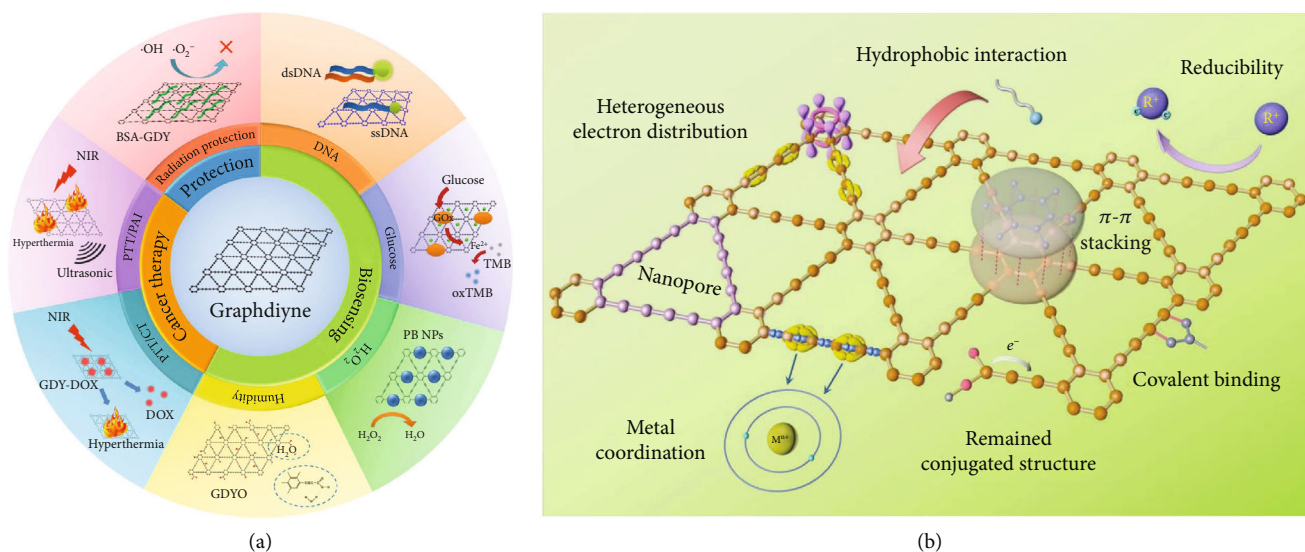 ·OH ·O₂⁻
BSA-GDY
dsDNA
ssDNA
Glucose
GOx
Fe²⁺
TMB
oxTMB
PB NPs
H₂O₂
H₂O
H₂O
GDYO
NIR
GDY-DOX
DOX
Hyperthermia
NIR
Hyperthermia
Ultrasonic
Radiation protection
DNA
Glucose
H₂O₂
Humidity
PTT/CT
PTT/PAI
Protection
Biosensing
Cancer therapy
Graphdiyne
(a)
Hydrophobic interaction
Reducibility
R⁺
R⁺
Heterogeneous
electron distribution
π-π
stacking
Nanopore
e⁻
Covalent binding
Metal
coordination
Mⁿ⁺
Remained
conjugated structure
(b)